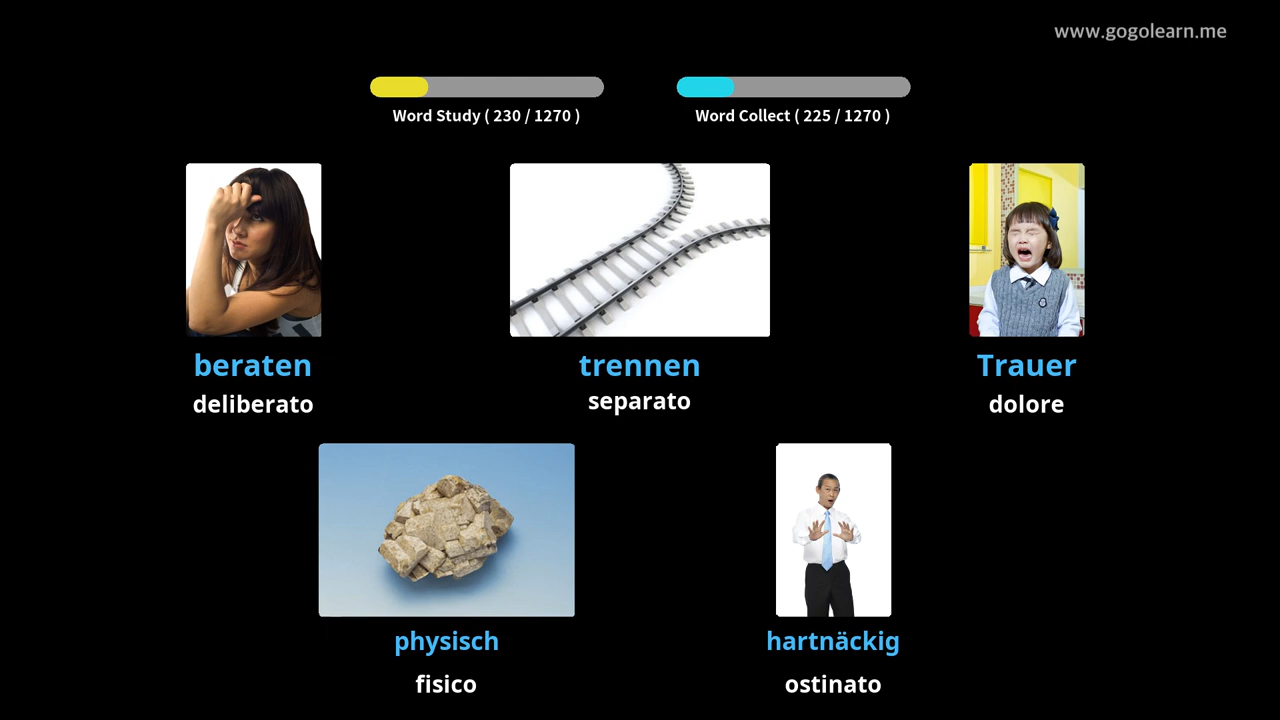 www.gogolearn.me
Word Study ( 230 / 1270 )
Word Collect ( 225 / 1270 )
beraten
deliberato
trennen
separato
Trauer
dolore
physisch
fisico
hartnäckig
ostinato